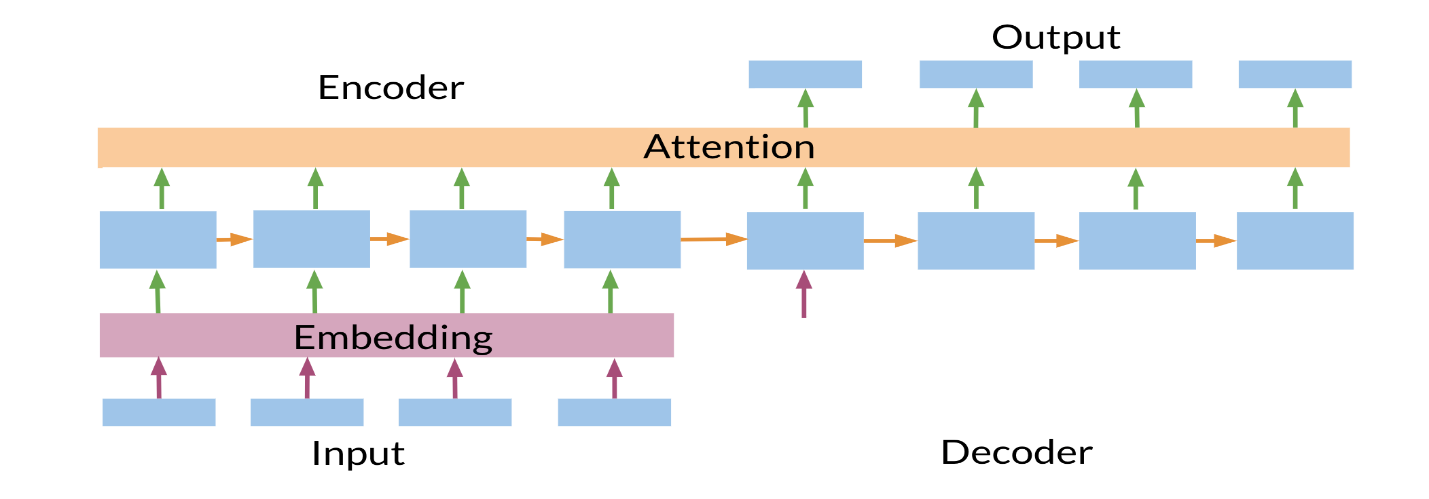 Output
Encoder
Attention
Embedding
Input
Decoder